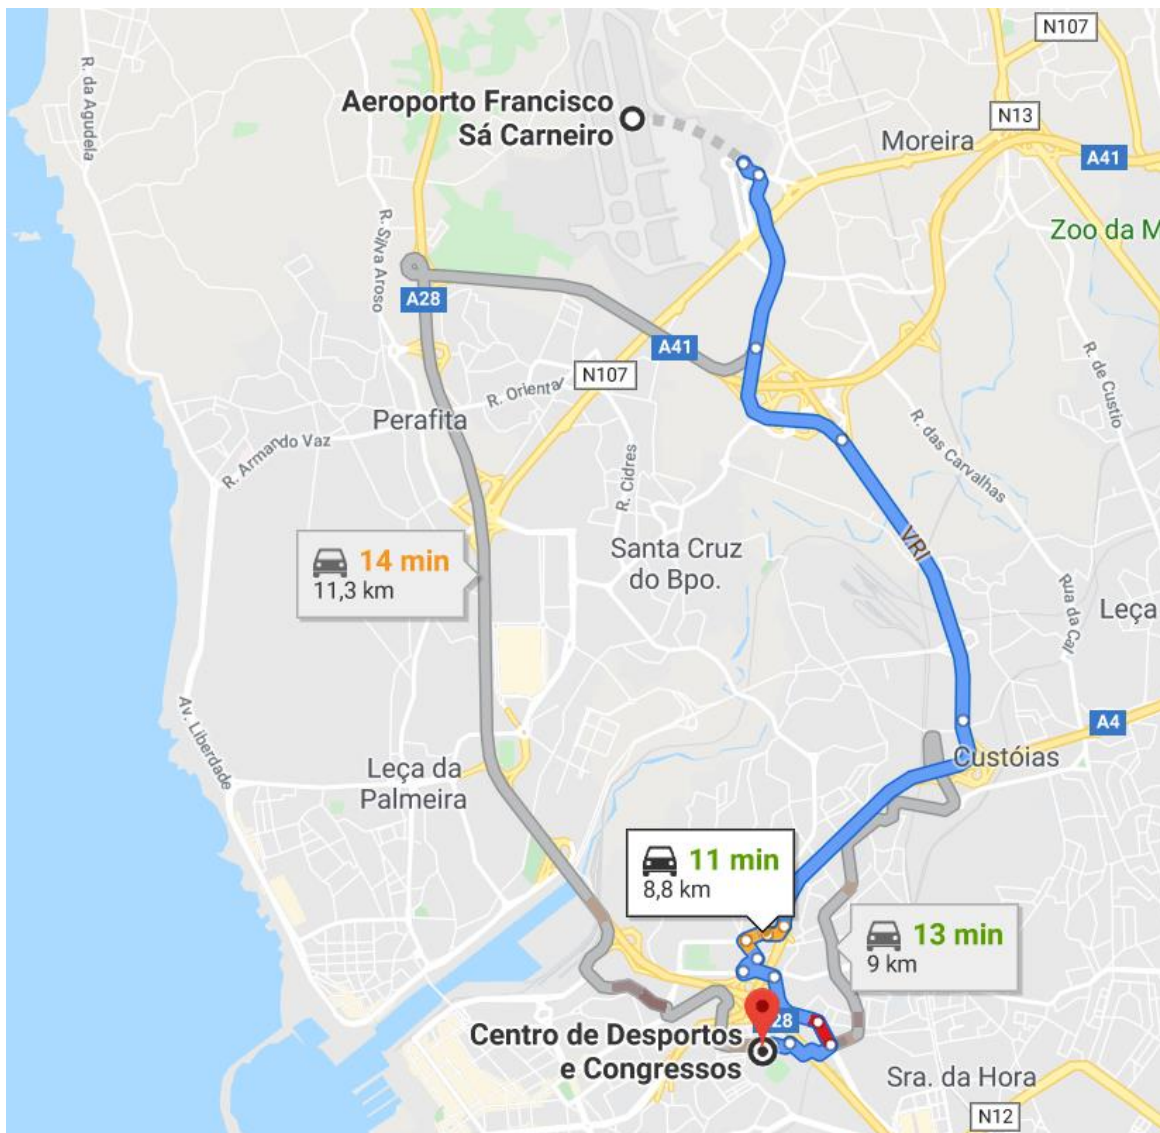 N107
R. da Agudela
Aeroporto Francisco
Sá Carneiro
N13
Moreira
A41
Zoo da M
R. Silva Aroso
A28
A41
N107
R. de Custio
R. Oriental
Perafita
R. Armando Vaz
R. das Carvalhas
R. Cidres
VRI
14 min
11,3 km
Santa Cruz
do Bpo.
Rua da Cal
Leça
Av. Liberdade
A4
Custóias
Leça da
Palmeira
11 min
8,8 km
13 min
9 km
28
Centro de Desportos
e Congressos
Sra. da Hora
N12